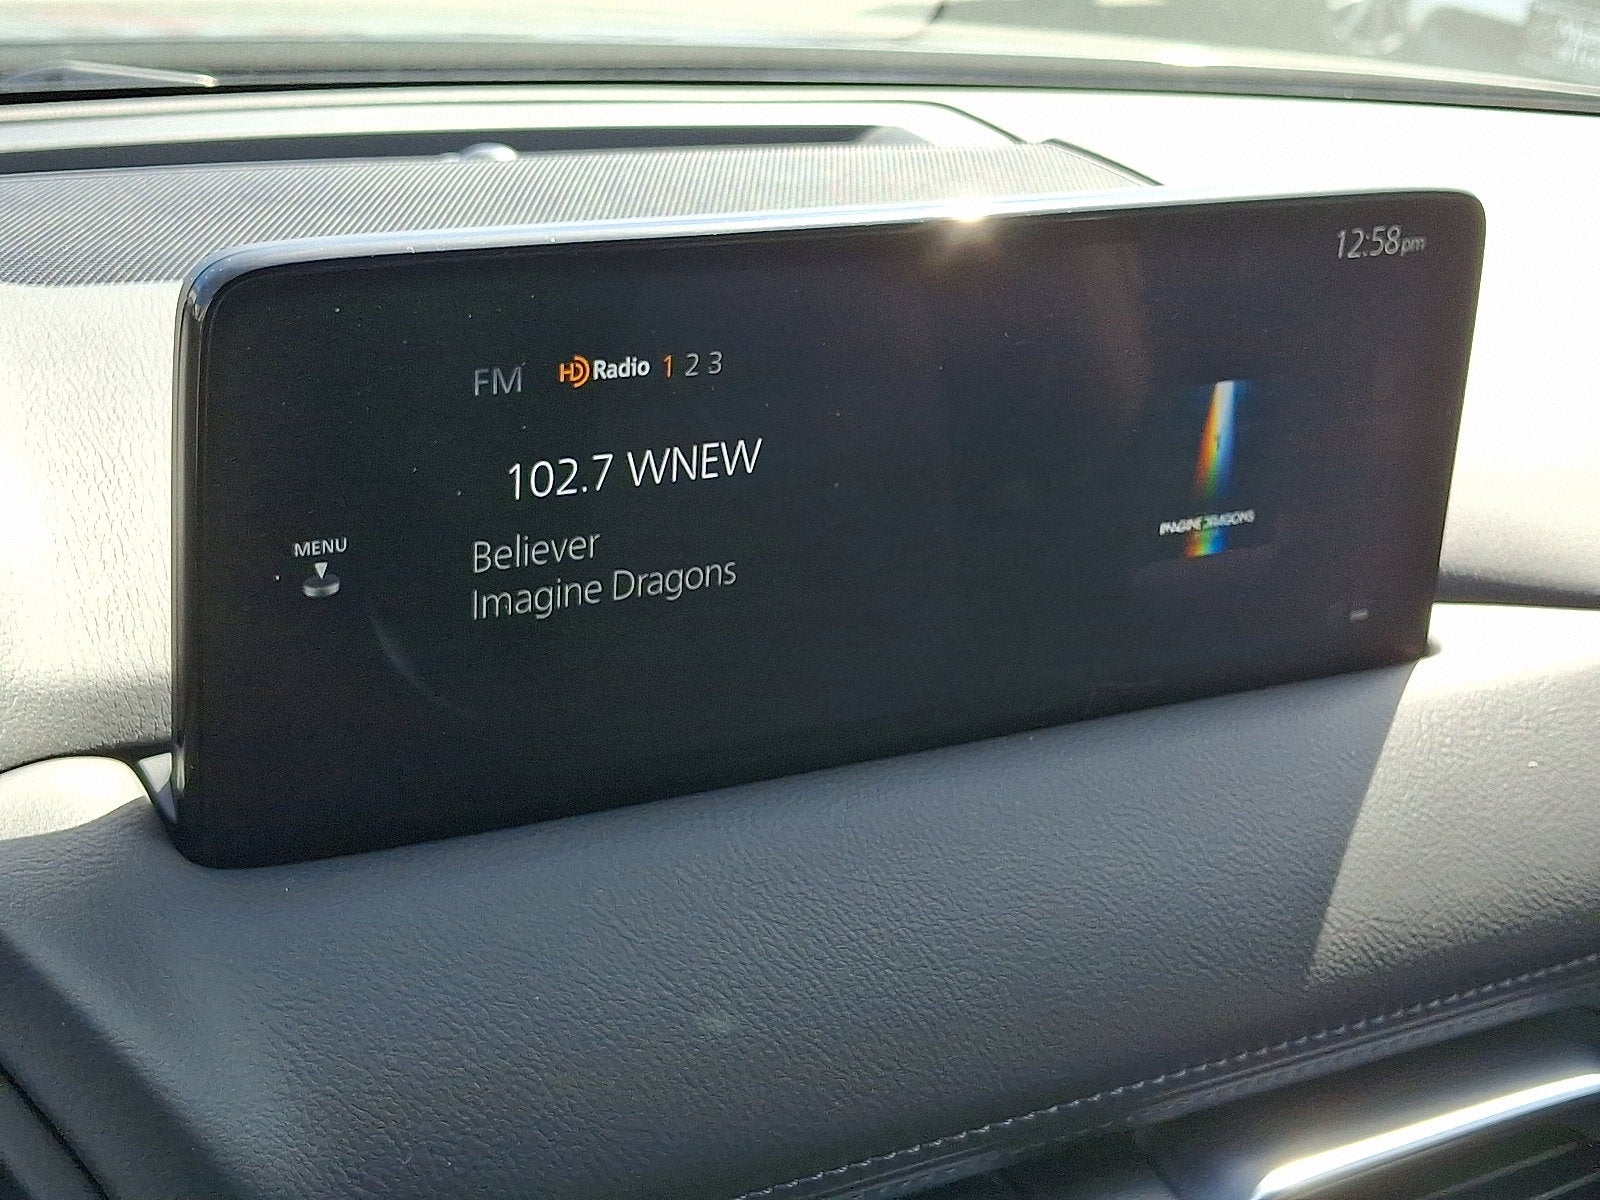 12:58pm
FM HD Radio 1 2 3
102.7 WNEW
MENU
Believer
Imagine Dragons
IMAGINE DRAGONS